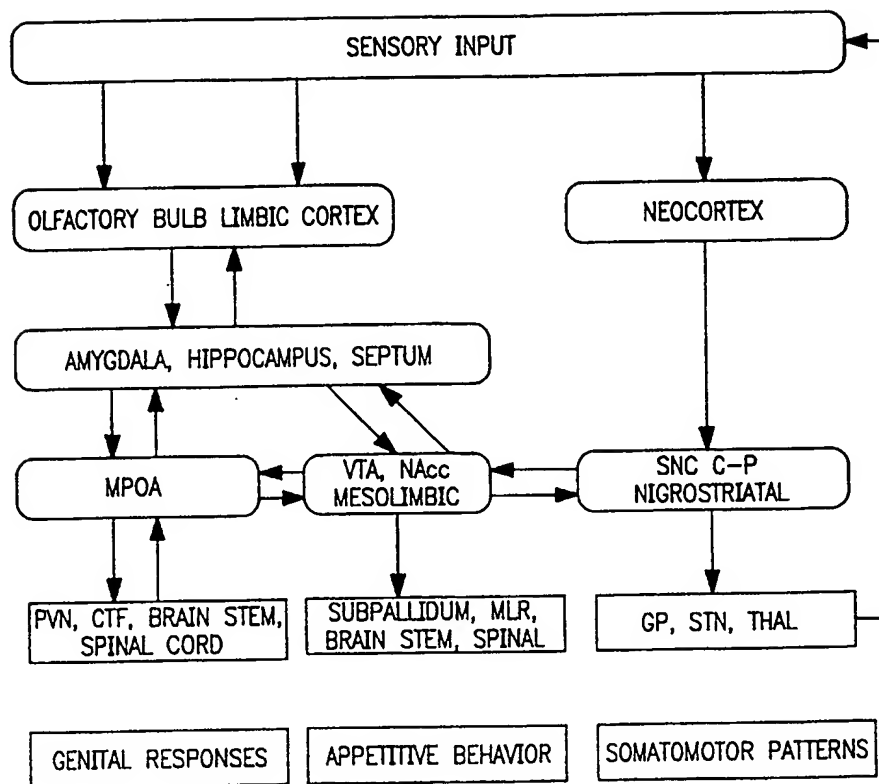 SENSORY INPUT
OLFACTORY BULB LIMBIC CORTEX
NEOCORTEX
AMYGDALA, HIPPOCAMPUS, SEPTUM
MPOA
VTA, NAcc
MESOLIMBIC
SNC C-P
NIGROSTRIATAL
PVN, CTF, BRAIN STEM,
SPINAL CORD
SUBPALLIDUM, MLR,
BRAIN STEM, SPINAL
GP, STN, THAL
GENITAL RESPONSES
APPETITIVE BEHAVIOR
SOMATOMOTOR PATTERNS